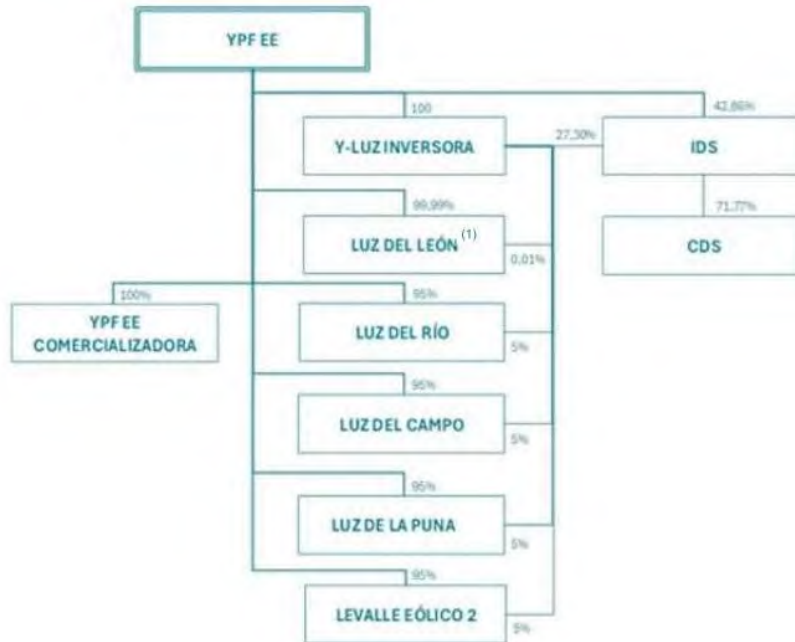 YPF EE
100
42,86%
Y-LUZ INVERSORA
27,30%
IDS
99,99%
71,77%
LUZ DEL LEÓN (1)
0,01%
CDS
100%
95%
YPF EE
COMERCIALIZADORA
LUZ DEL RÍO
5%
95%
LUZ DEL CAMPO
5%
95%
LUZ DE LA PUNA
5%
95%
LEVALLE EÓLICO 2
5%